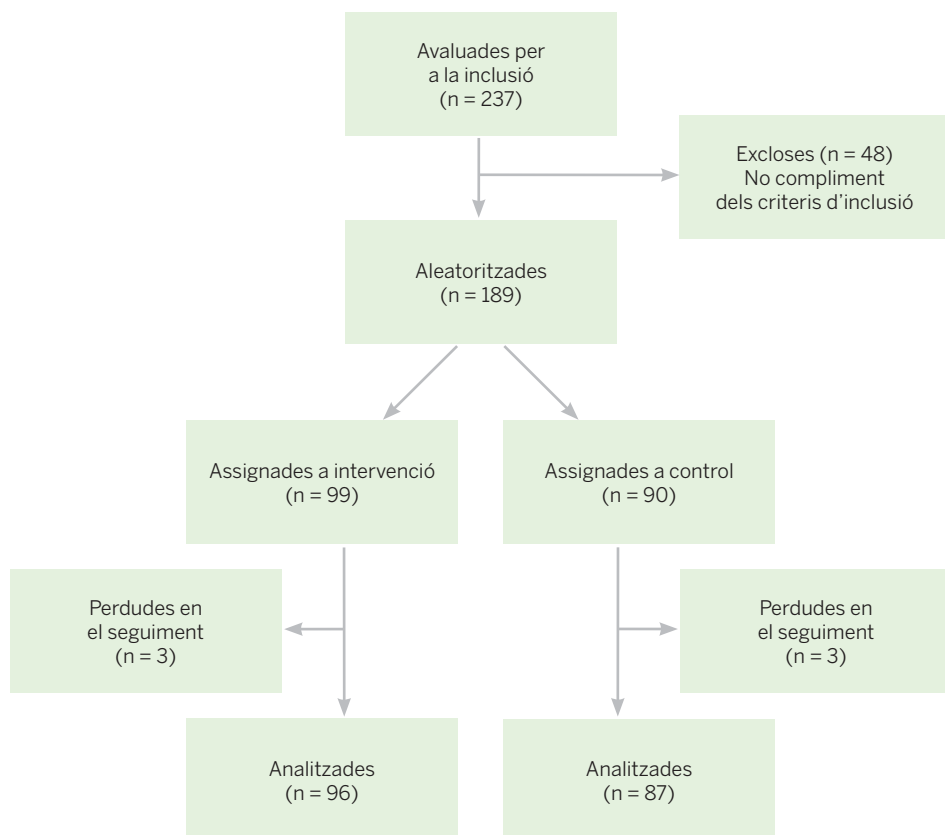 Avaluades per
a la inclusió
(n = 237)
Excloses (n = 48)
No compliment
dels criteris d’inclusió
Aleatoritzades
(n = 189)
Assignades a intervenció
(n = 99)
Assignades a control
(n = 90)
Perdudes en
el seguiment
(n = 3)
Perdudes en
el seguiment
(n = 3)
Analitzades
(n = 96)
Analitzades
(n = 87)